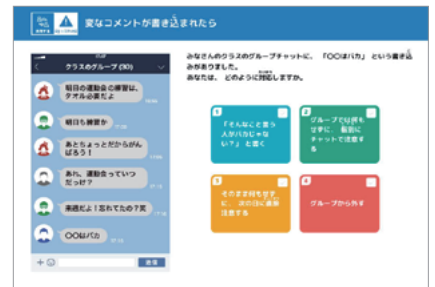 変なコメントが書き込まれたら
クラスのグループ (30)
明日の運動会の練習は、
タオル必要だよ
明日も練習か
あとちょっとだからがん
ばろう！
あれ、運動会っていつ
だっけ？
来週だよ！忘れてたの？笑
〇〇はバカ
送信
みなさんのクラスのグループチャットに、「〇〇はバカ」 という書き込
みがありました。
あなたは、どのように対応しますか。
1
「そんなこと言う
人がバカじゃな
い？」 と書く
2
グループでは何も
せずに、個別に
チャットで注意す
る
3
そのまま何もせず
に、次の日に直接
注意する
4
グループから外す